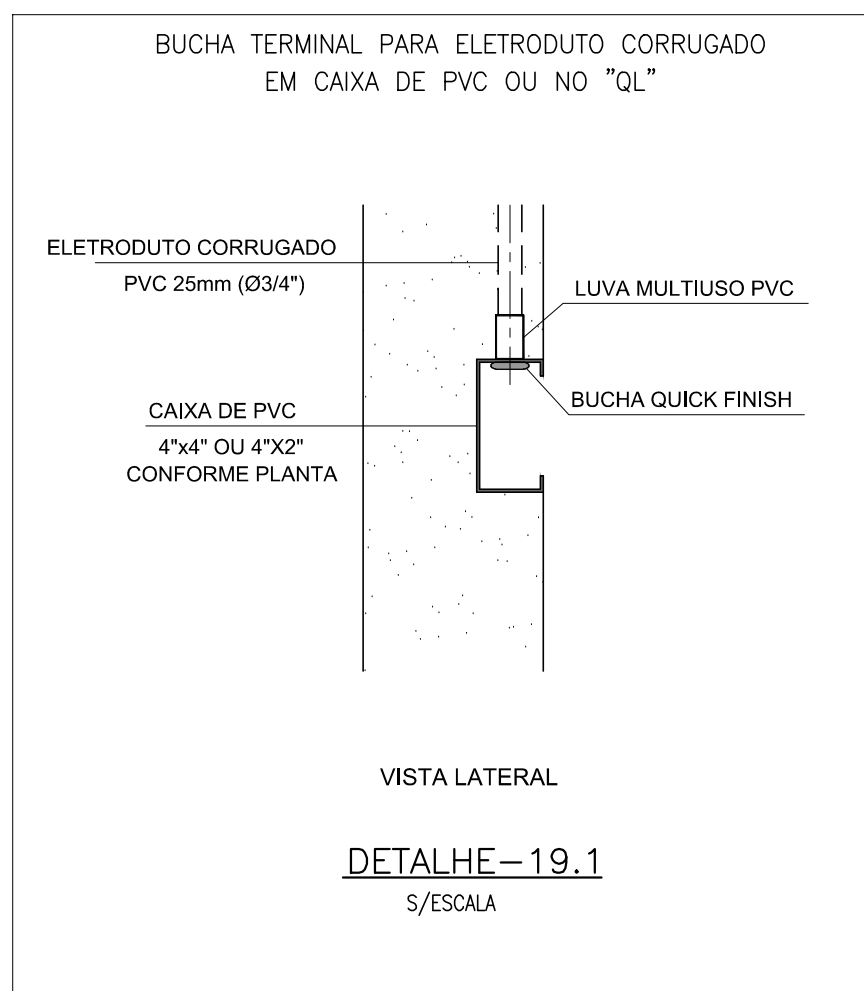 BUCHA TERMINAL PARA ELETRODUTO CORRUGADO
EM CAIXA DE PVC OU NO "QL"
ELETRODUTO CORRUGADO
PVC 25mm (Ø3/4")
LUVA MULTIUSO PVC
BUCHA QUICK FINISH
CAIXA DE PVC
4"x4" OU 4"X2"
CONFORME PLANTA
VISTA LATERAL
DETALHE-19.1
S/ESCALA